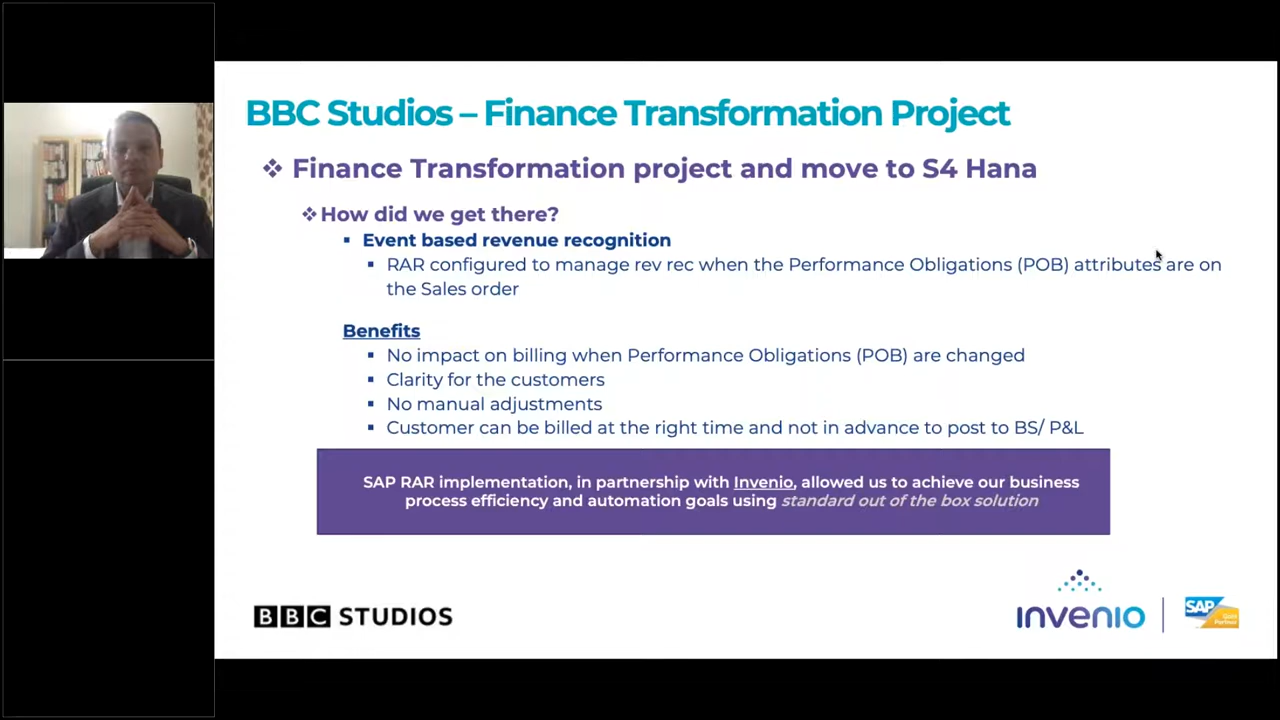 BBC Studios – Finance Transformation Project
❖ Finance Transformation project and move to S4 Hana
❖How did we get there?
▪ Event based revenue recognition
▪ RAR configured to manage rev rec when the Performance Obligations (POB) attributes are on
the Sales order
Benefits
▪ No impact on billing when Performance Obligations (POB) are changed
▪ Clarity for the customers
▪ No manual adjustments
▪ Customer can be billed at the right time and not in advance to post to BS/ P&L
SAP RAR implementation, in partnership with Invenio, allowed us to achieve our business
process efficiency and automation goals using standard out of the box solution
BBC STUDIOS
invenio
SAP
Gold
Partner